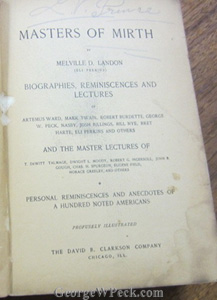 MASTERS OF MIRTH
BY
MELVILLE D. LANDON
(ELI PERKINS)
BIOGRAPHIES, REMINISCENCES AND
LECTURES
OF
ARTEMUS WARD, MARK TWAIN, ROBERT BURDETTE, GEORGE
W. PECK, NASBY, JOSH BILLINGS, BILL NYE, BRET
HARTE, ELI PERKINS AND OTHERS
AND THE MASTER LECTURES OF
T. DEWITT TALMAGE, DWIGHT L. MOODY, ROBERT G. INGERSOLL, JOHN B.
GOUGH, CHAS. H. SPURGEON, EUGENE FIELD,
HORACE GREELEY, AND OTHERS
PERSONAL REMINISCENCES AND ANECDOTES OF
A HUNDRED NOTED AMERICANS
PROFUSELY ILLUSTRATED
THE DAVID B. CLARKSON COMPANY
CHICAGO, ILL.
GeorgeWPeck.com